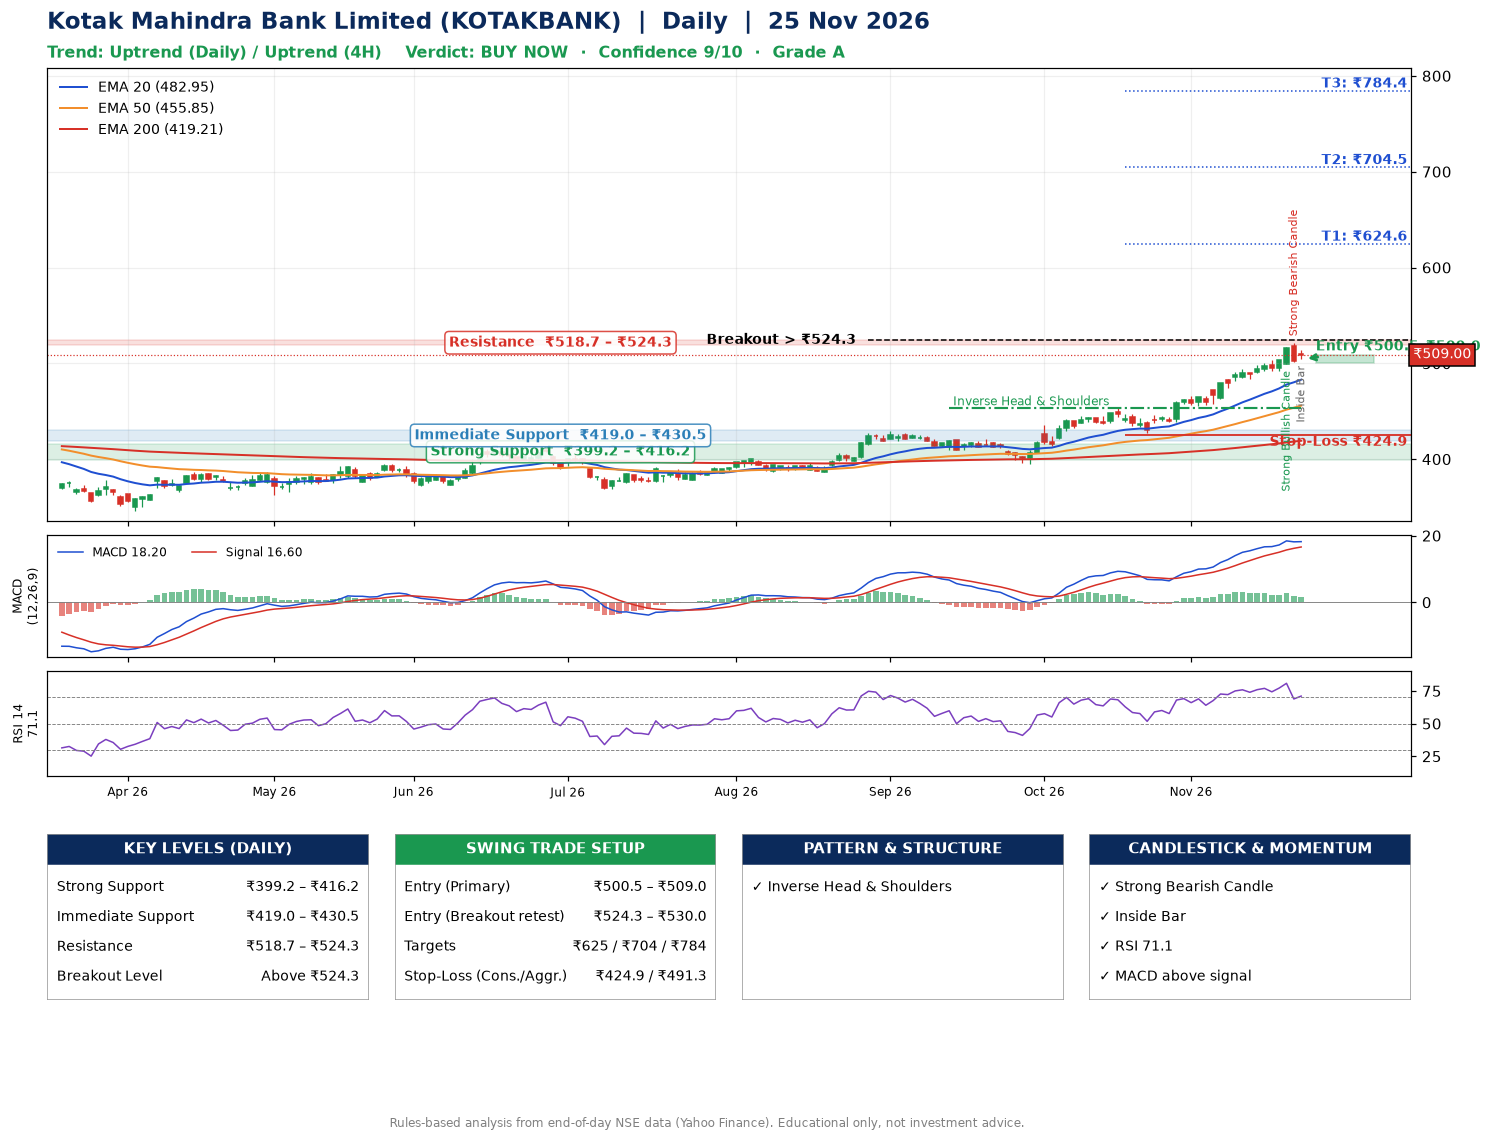 Kotak Mahindra Bank Limited (KOTAKBANK) | Daily | 25 Nov 2026
Trend: Uptrend (Daily) / Uptrend (4H) Verdict: BUY NOW · Confidence 9/10 · Grade A
EMA 20 (482.95)
EMA 50 (455.85)
EMA 200 (419.21)
T3: ₹784.4
T2: ₹704.5
T1: ₹624.6
Strong Bearish Candle
Resistance ₹518.7 – ₹524.3
Breakout > ₹524.3
Entry ₹500.
₹509.00
Inverse Head & Shoulders
Strong Bullish Candle
Inside Bar
Immediate Support ₹419.0 – ₹430.5
Strong Support ₹399.2 – ₹416.2
Stop-Loss ₹424.9
800
700
600
500
400
MACD 18.20 Signal 16.60
MACD
(12,26,9)
20
0
RSI 14
71.1
75
50
25
Apr 26 May 26 Jun 26 Jul 26 Aug 26 Sep 26 Oct 26 Nov 26
KEY LEVELS (DAILY)
Strong Support ₹399.2 – ₹416.2
Immediate Support ₹419.0 – ₹430.5
Resistance ₹518.7 – ₹524.3
Breakout Level Above ₹524.3
SWING TRADE SETUP
Entry (Primary) ₹500.5 – ₹509.0
Entry (Breakout retest) ₹524.3 – ₹530.0
Targets ₹625 / ₹704 / ₹784
Stop-Loss (Cons./Aggr.) ₹424.9 / ₹491.3
PATTERN & STRUCTURE
✓ Inverse Head & Shoulders
CANDLESTICK & MOMENTUM
✓ Strong Bearish Candle
✓ Inside Bar
✓ RSI 71.1
✓ MACD above signal
Rules-based analysis from end-of-day NSE data (Yahoo Finance). Educational only, not investment advice.